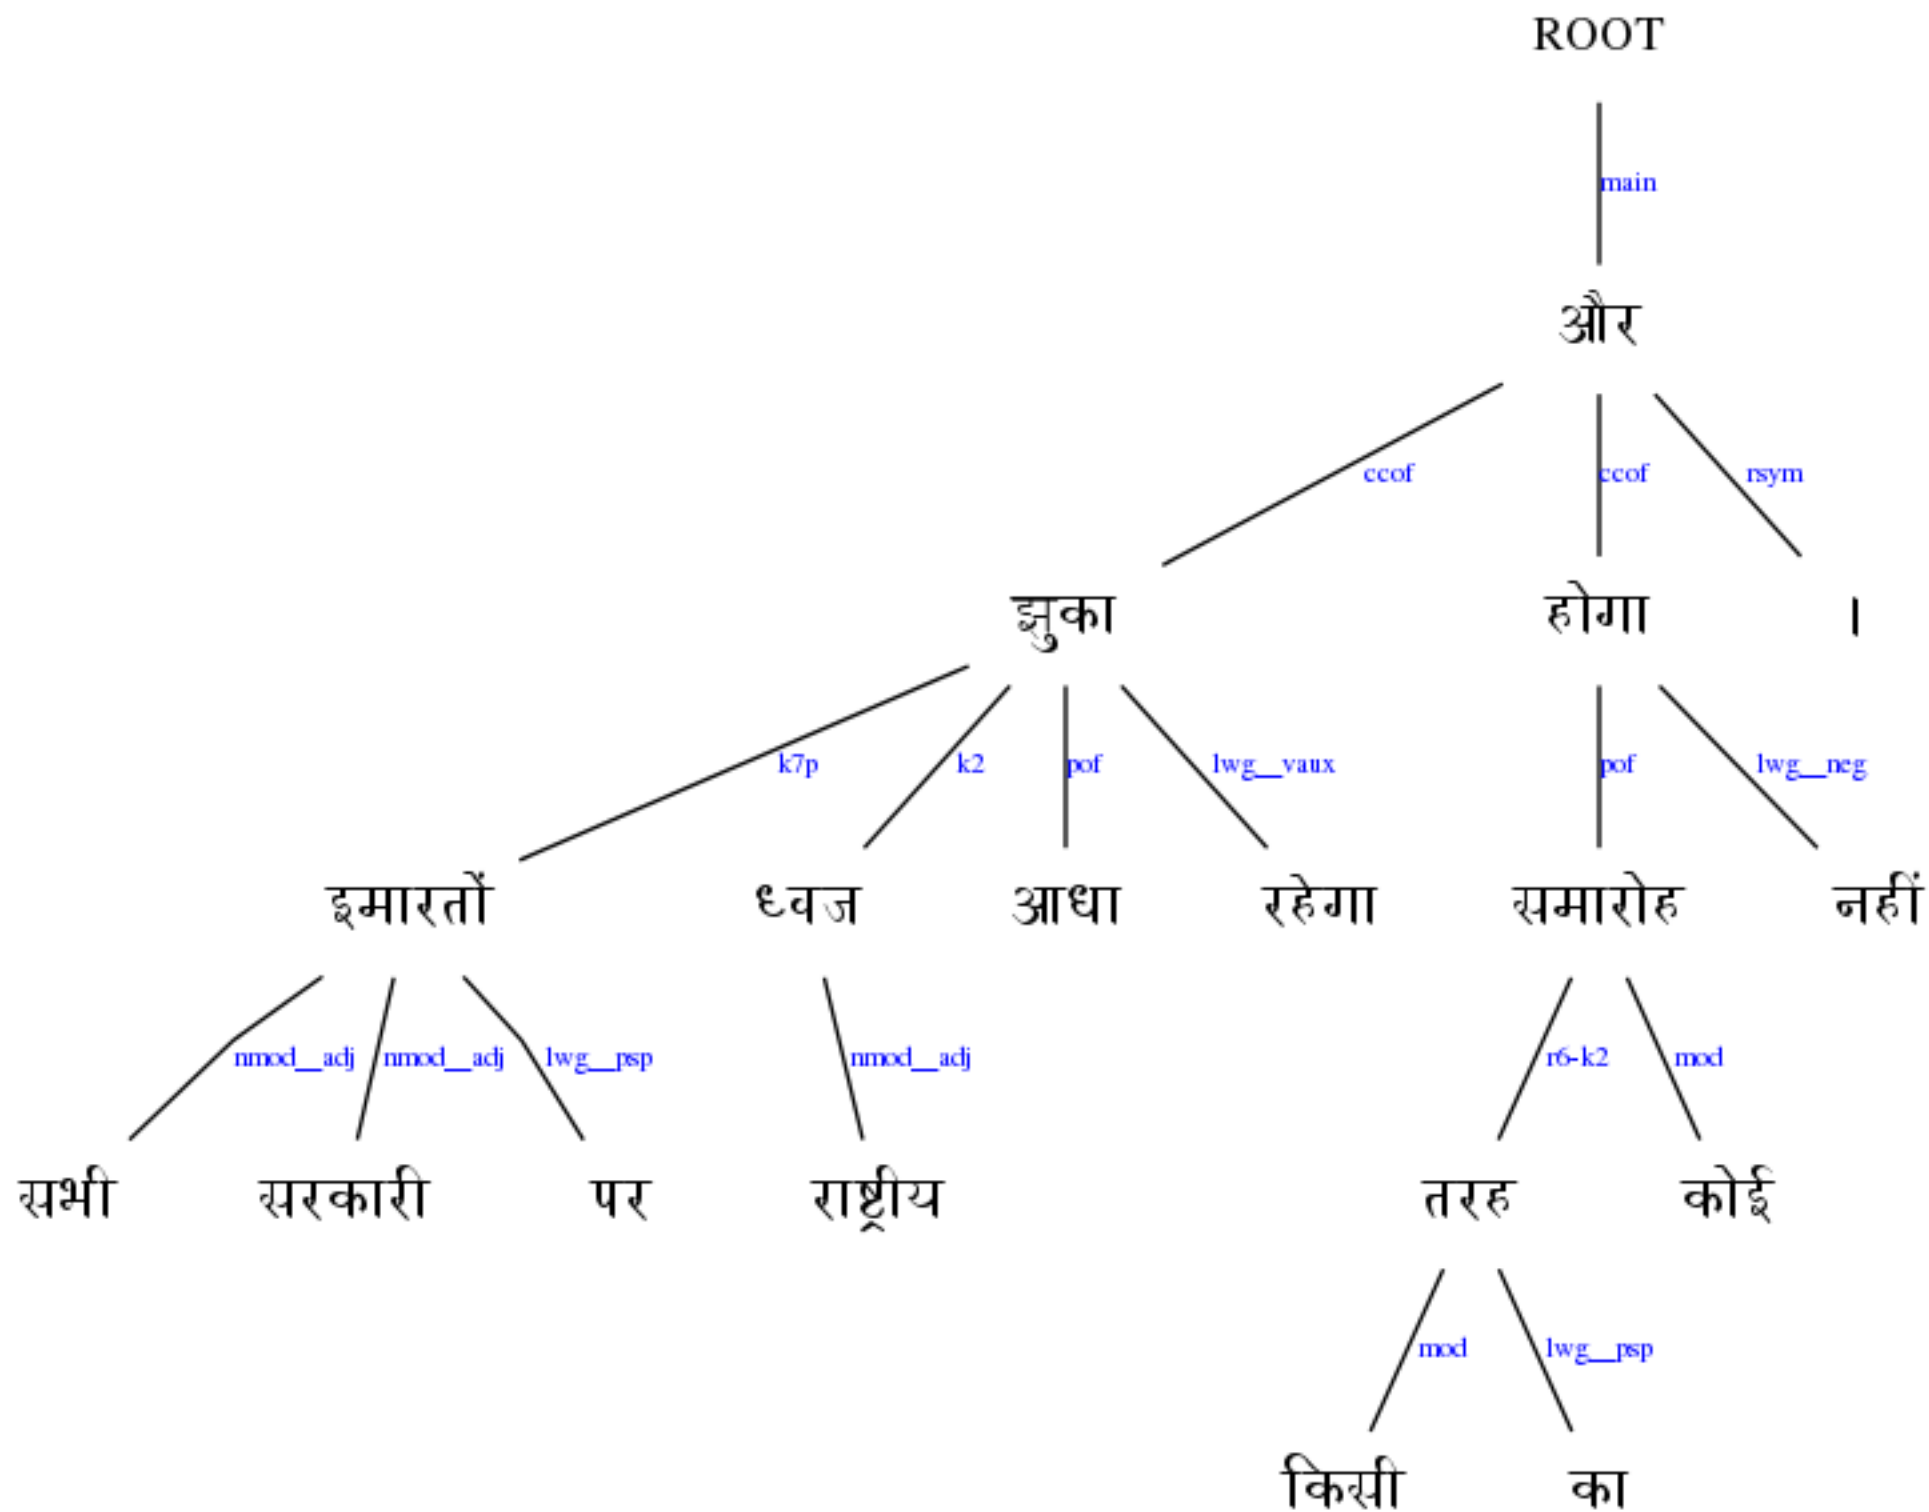 ROOT
main
और
ccof ccof rsym
झुका होगा ।
k7p k2 pof lwg__vaux pof lwg__neg
इमारतों ध्वज आधा रहेगा समारोह नहीं
nmod__adj nmod__adj lwg__psp nmod__adj r6-k2 mod
सभी सरकारी पर राष्ट्रीय तरह कोई
mod lwg__psp
किसी का